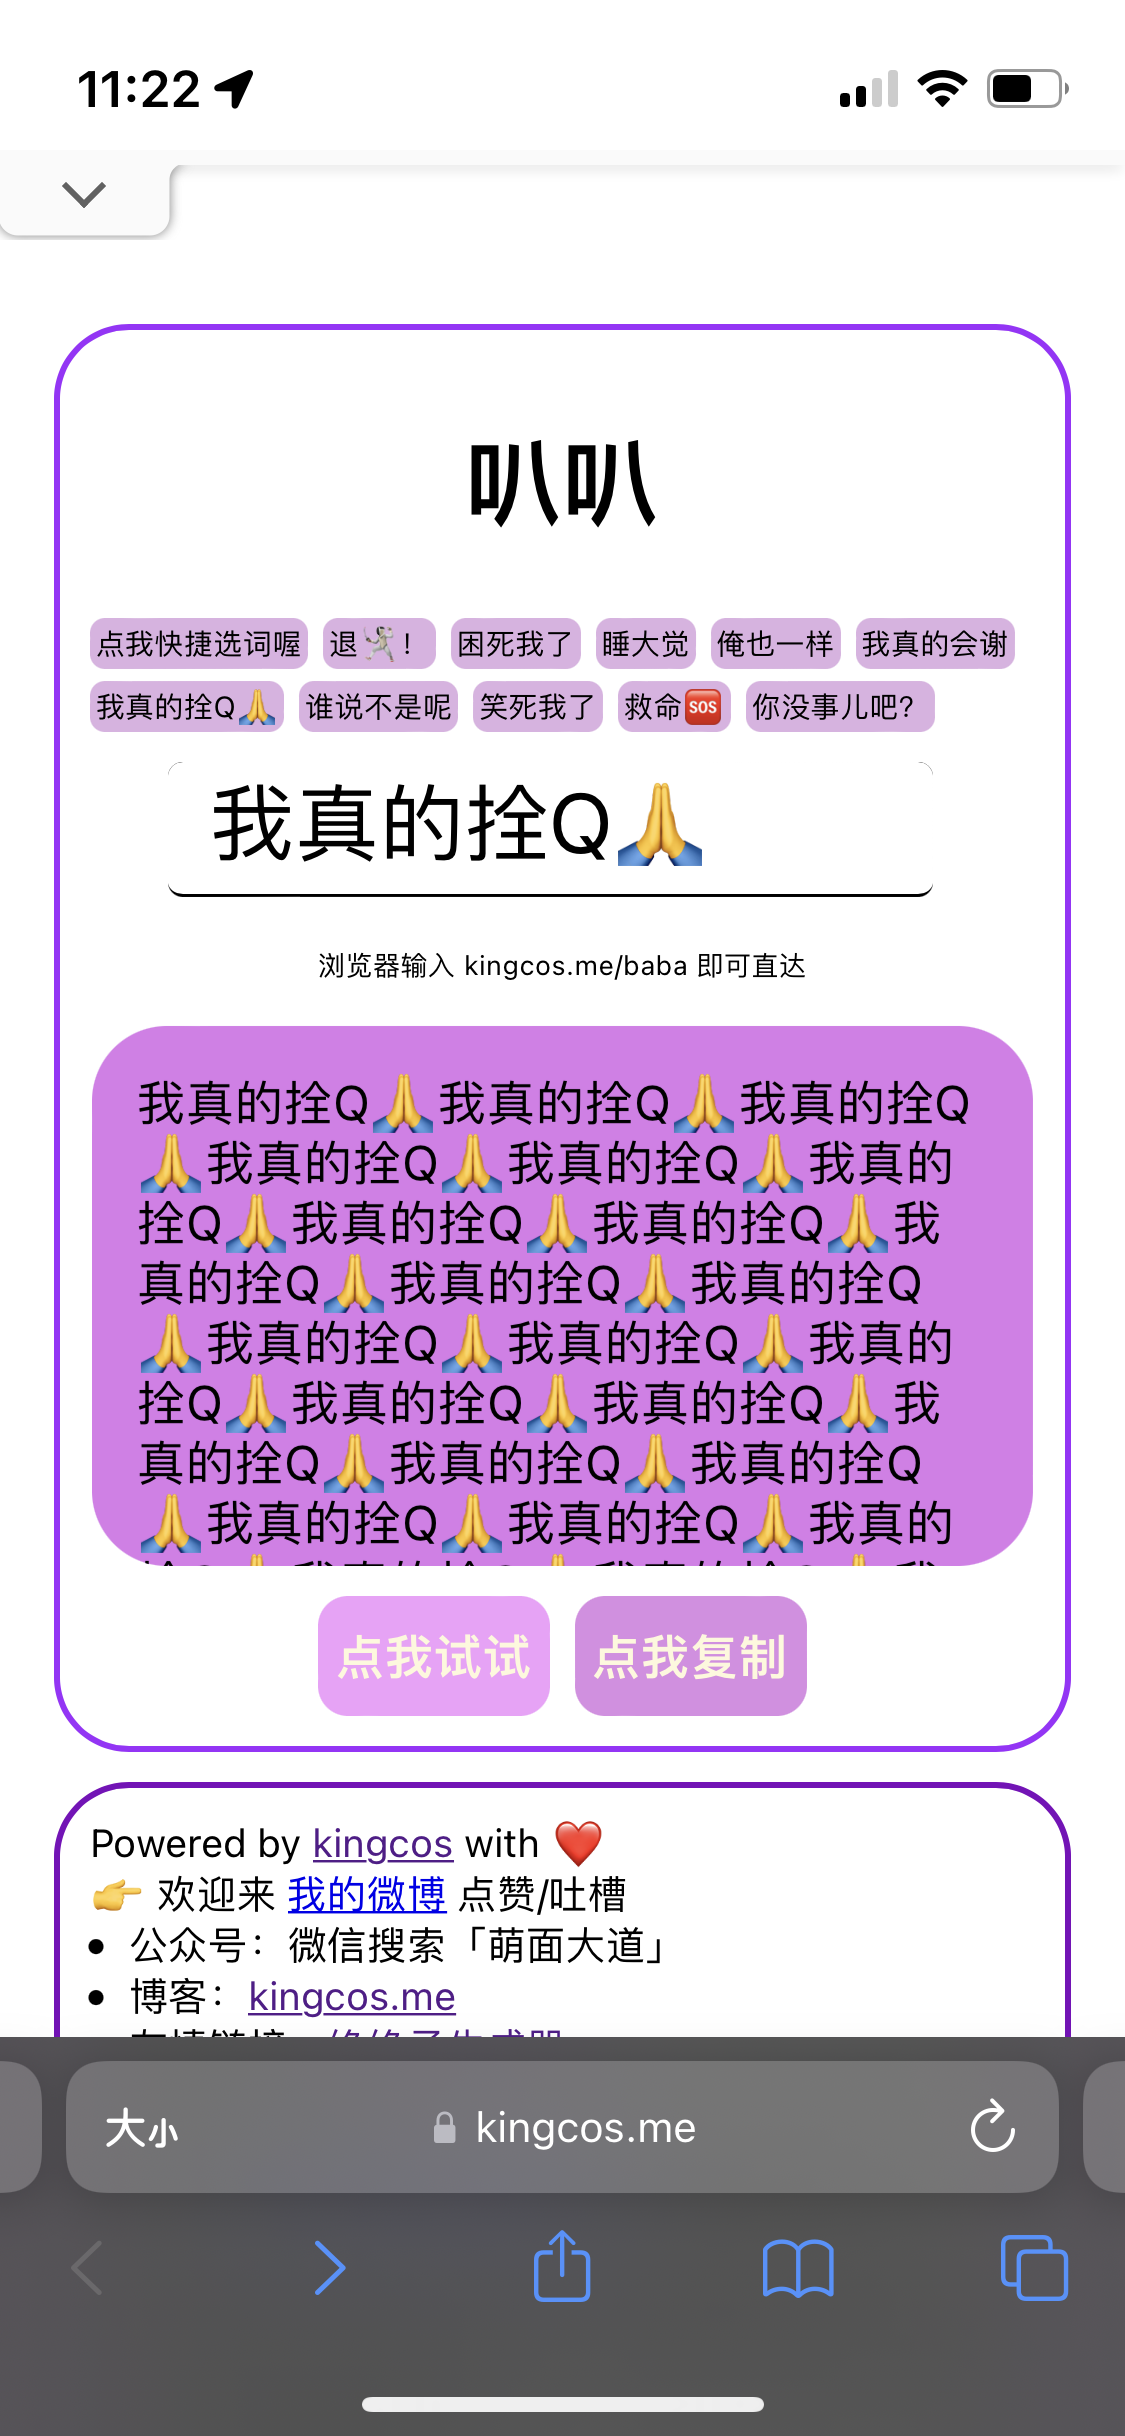 11:22
叭叭
点我快捷选词喔 退🤺！ 困死我了 睡大觉 俺也一样 我真的会谢
我真的拴Q🙏 谁说不是呢 笑死我了 救命🆘 你没事儿吧？
我真的拴Q🙏
浏览器输入 kingcos.me/baba 即可直达
我真的拴Q🙏我真的拴Q🙏我真的拴Q
🙏我真的拴Q🙏我真的拴Q🙏我真的
拴Q🙏我真的拴Q🙏我真的拴Q🙏我
真的拴Q🙏我真的拴Q🙏我真的拴Q
🙏我真的拴Q🙏我真的拴Q🙏我真的
拴Q🙏我真的拴Q🙏我真的拴Q🙏我
真的拴Q🙏我真的拴Q🙏我真的拴Q
🙏我真的拴Q🙏我真的拴Q🙏我真的
点我试试 点我复制
Powered by kingcos with ❤️
👉 欢迎来 我的微博 点赞/吐槽
• 公众号：微信搜索「萌面大道」
• 博客：kingcos.me
大小 kingcos.me